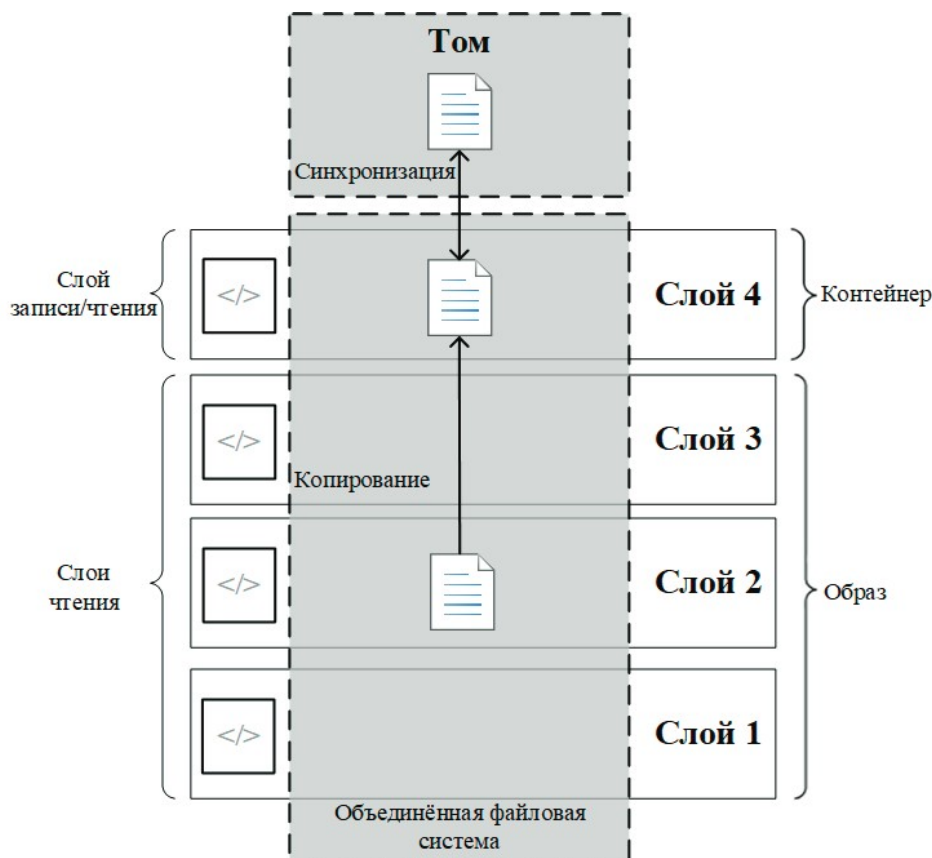 Том
Синхронизация
Слой
записи/чтения
</>
Слой 4
Контейнер
</>
Слой 3
Копирование
Слои
чтения
</>
Слой 2
Образ
</>
Слой 1
Объединённая файловая
система